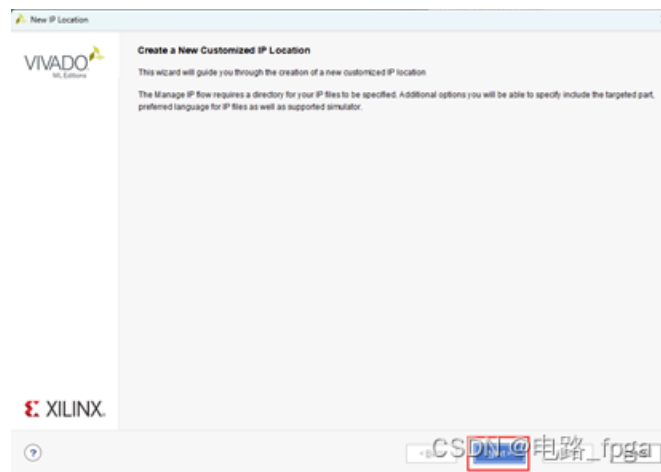 New IP Location
VIVADO
ML Editions
Create a New Customized IP Location
This wizard will guide you through the creation of a new customized IP location
The Manage IP flow requires a directory for your IP files to be specified. Additional options you will be able to specify include the targeted part,
preferred language for IP files as well as supported simulator.
XILINX.
?
CSDN @电路_fpga